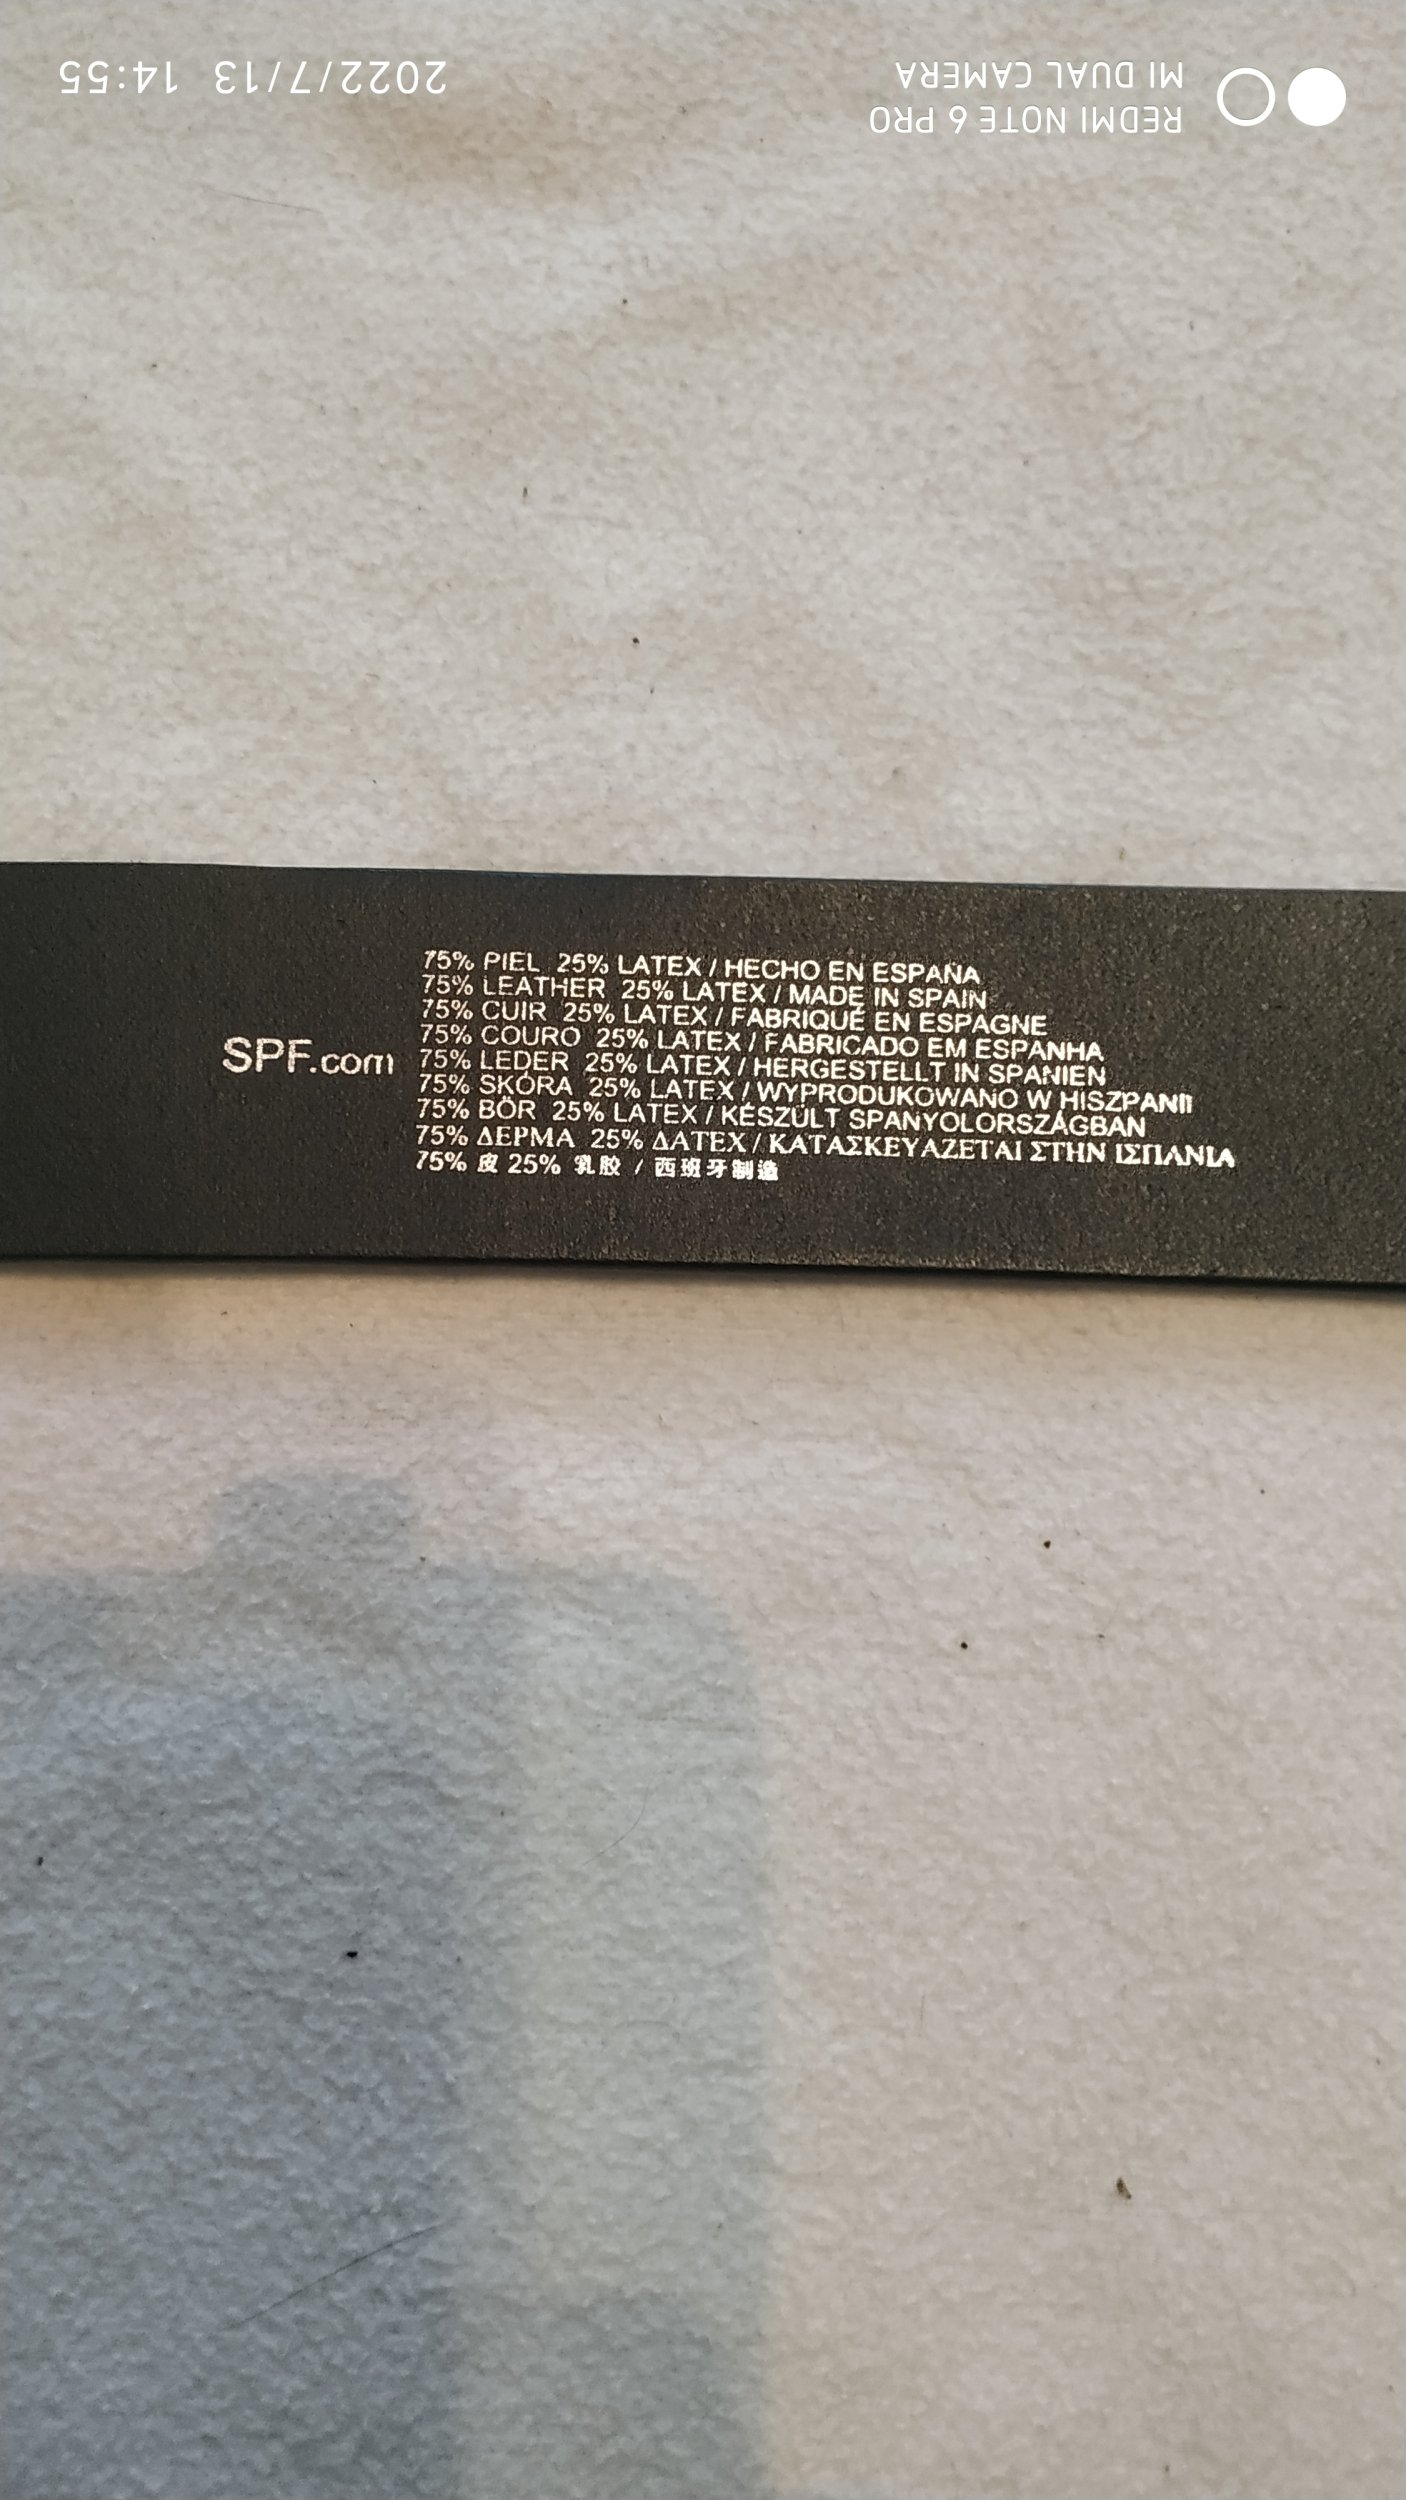 SPF.com
75% PIEL 25% LATEX / HECHO EN ESPAÑA
75% LEATHER 25% LATEX / MADE IN SPAIN
75% CUIR 25% LATEX / FABRIQUÉ EN ESPAGNE
75% COURO 25% LATEX / FABRICADO EM ESPANHA
75% LEDER 25% LATEX / HERGESTELLT IN SPANIEN
75% SKÓRA 25% LATEX / WYPRODUKOWANO W HISZPANII
75% BÖR 25% LATEX / KÉSZÜLT SPANYOLORSZÁGBAN
75% ΔΕΡΜΑ 25% ΔΑΤΕΧ / ΚΑΤΑΣΚΕΥΑΖΕΤΑΙ ΣΤΗΝ ΙΣΠΑΝΙΑ
75% 皮 25% 乳胶 / 西班牙制造
REDMI NOTE 6 PRO
MI DUAL CAMERA
2022/7/13 14:55